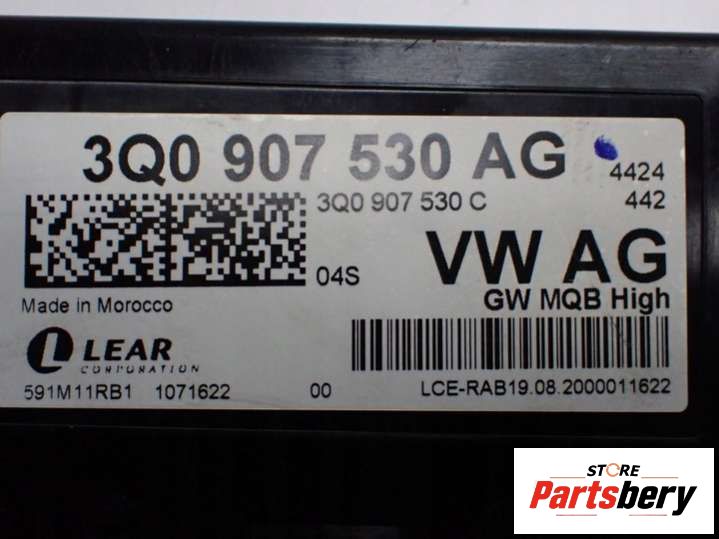 3Q0 907 530 AG
4424
3Q0 907 530 C
442
04S
VW AG
GW MQB High
Made in Morocco
LEAR
CORPORATION
591M11RB1 1071622 00
LCE-RAB19.08.2000011622
STORE
Partsbery